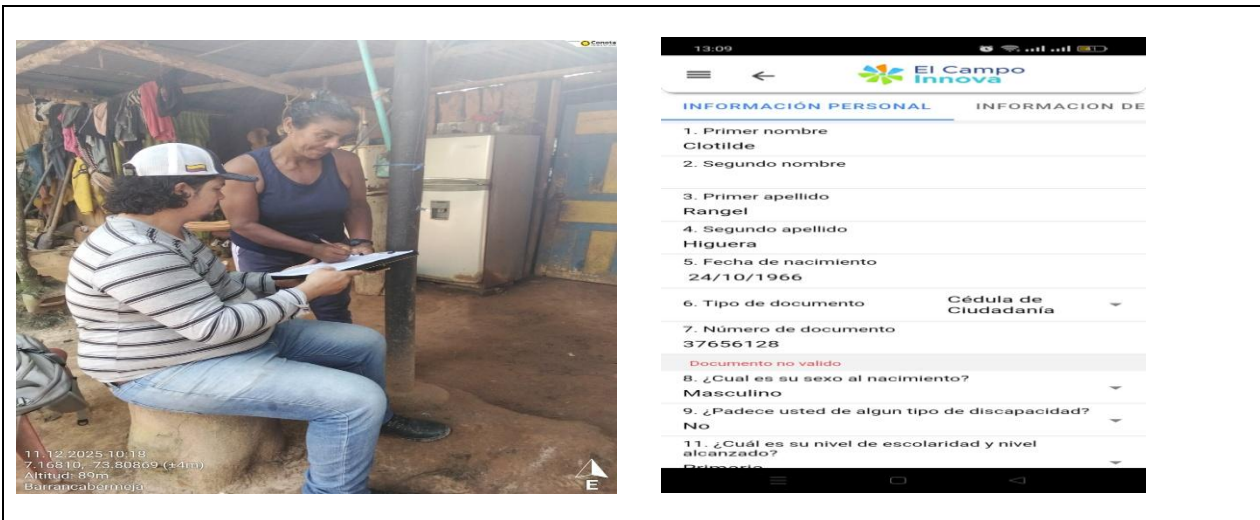 Conota
11.12.2025 10:18
7.16810, -73.80869 (±4m)
Altitud: 89m
Barrancabermeja
E
13:09
El Campo
Innova
INFORMACIÓN PERSONAL
INFORMACION DE
1. Primer nombre
Clotilde
2. Segundo nombre
3. Primer apellido
Rangel
4. Segundo apellido
Higuera
5. Fecha de nacimiento
24/10/1966
6. Tipo de documento
Cédula de
Ciudadanía
7. Número de documento
37656128
Documento no valido
8. ¿Cual es su sexo al nacimiento?
Masculino
9. ¿Padece usted de algun tipo de discapacidad?
No
11. ¿Cuál es su nivel de escolaridad y nivel
alcanzado?
Primaria